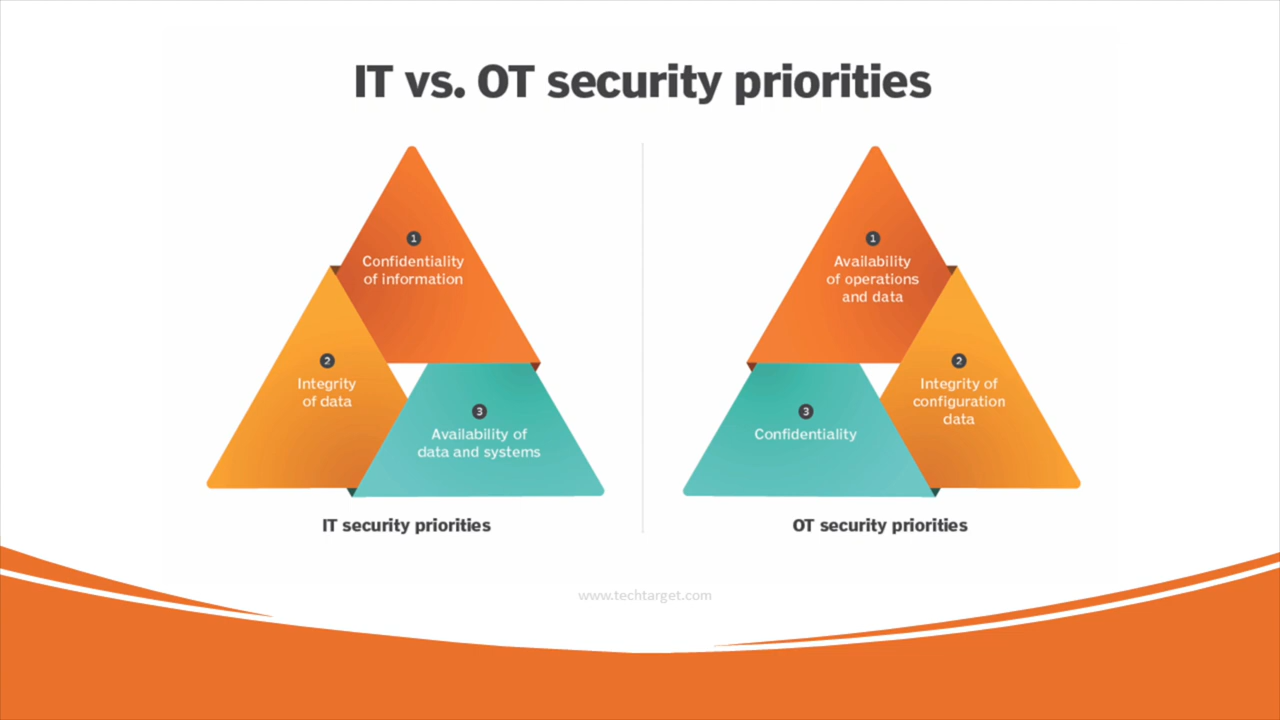 IT vs. OT security priorities
1
Confidentiality
of information
2
Integrity
of data
3
Availability of
data and systems
IT security priorities
1
Availability
of operations
and data
2
Integrity of
configuration
data
3
Confidentiality
OT security priorities
www.techtarget.com